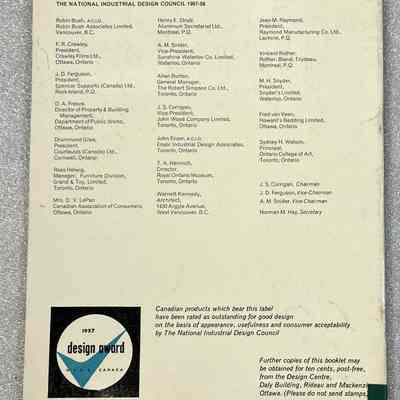 THE NATIONAL INDUSTRIAL DESIGN COUNCIL 1957-58
Robin Bush, A.C.I.D.
Robin Bush Associates Limited,
Vancouver, B.C.
F. R. Crawley,
President,
Crawley Films Ltd.,
Ottawa, Ontario
J. D. Ferguson,
President,
Spencer Supports (Canada) Ltd.,
Rock Island, P.Q.
O. A. Freeze,
Director of Property & Building
Management,
Department of Public Works,
Ottawa, Ontario
Drummond Giles,
President,
Courtaulds (Canada) Ltd.,
Cornwall, Ontario
Ross Helwig,
Manager, Furniture Division,
Grand & Toy, Limited,
Toronto, Ontario
Mrs. D. V. LePan
Canadian Association of Consumers,
Ottawa, Ontario
Henry E.
Aluminum Secretariat Ltd.,
Montreal, P.Q.
A. M. Snider,
Vice-President,
Sunshine Waterloo Co. Limited,
Waterloo, Ontario
Allen Burton,
General Manager,
The Robert Simpson Co. Ltd.,
Toronto, Ontario
J. S. Corrigan,
Vice-President,
John Wood Company Limited,
Toronto, Ontario
John Ensor, A.C.I.D.
Ensor Industrial Design Associates,
Toronto, Ontario
T. A. Heinrich,
Director,
Royal Ontario Museum,
Toronto, Ontario
Warnett Kennedy,
Architect,
1430 Argyle Avenue,
West Vancouver, B.C.
Jean-M. Raymond,
President,
Raymond Manufacturing Co. Ltd.,
Lachine, P.Q.
Vincent Rother,
Rother, Bland, Trudeau,
Montreal, P.Q.
M. H. Snyder,
President,
Snyder's Limited,
Waterloo, Ontario
Fred van Veen,
Howard's Bedding Limited,
Toronto, Ontario
Sydney H. Watson,
Principal,
Ontario College of Art,
Toronto, Ontario
J. S. Corrigan, Chairman
J. D. Ferguson, Vice-Chairman
A. M. Snider, Vice-Chairman
Norman M. Hay, Secretary
1957
design award
N.I.D.C. CANADA
Canadian products which bear this label
have been rated as outstanding for good design
on the basis of appearance, usefulness and consumer acceptability
by The National Industrial Design Council
Further copies of this booklet may
be obtained for ten cents, post-free,
from the Design Centre,
Daly Building, Rideau and Mackenzie
Ottawa. (Please do not send stamps.